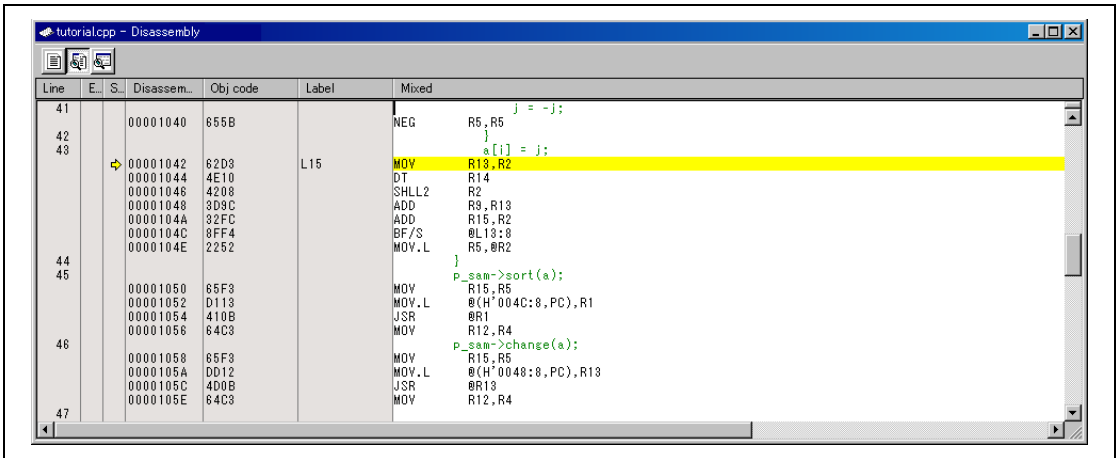 tutorial.cpp - Disassembly
Line E... S... Disassem... Obj code Label Mixed
41 j = -j;
00001040 655B NEG R5,R5
42 }
43 a[i] = j;
00001042 62D3 L15 MOV R13,R2
00001044 4E10 DT R14
00001046 4208 SHLL2 R2
00001048 3D9C ADD R9,R13
0000104A 32FC ADD R15,R2
0000104C 8FF4 BF/S @L13:8
0000104E 2252 MOV.L R5,@R2
44 }
45 p_sam->sort(a);
00001050 65F3 MOV R15,R5
00001052 D113 MOV.L @(H'004C:8,PC),R1
00001054 410B JSR @R1
00001056 64C3 MOV R12,R4
46 p_sam->change(a);
00001058 65F3 MOV R15,R5
0000105A DD12 MOV.L @(H'0048:8,PC),R13
0000105C 4D0B JSR @R13
0000105E 64C3 MOV R12,R4
47